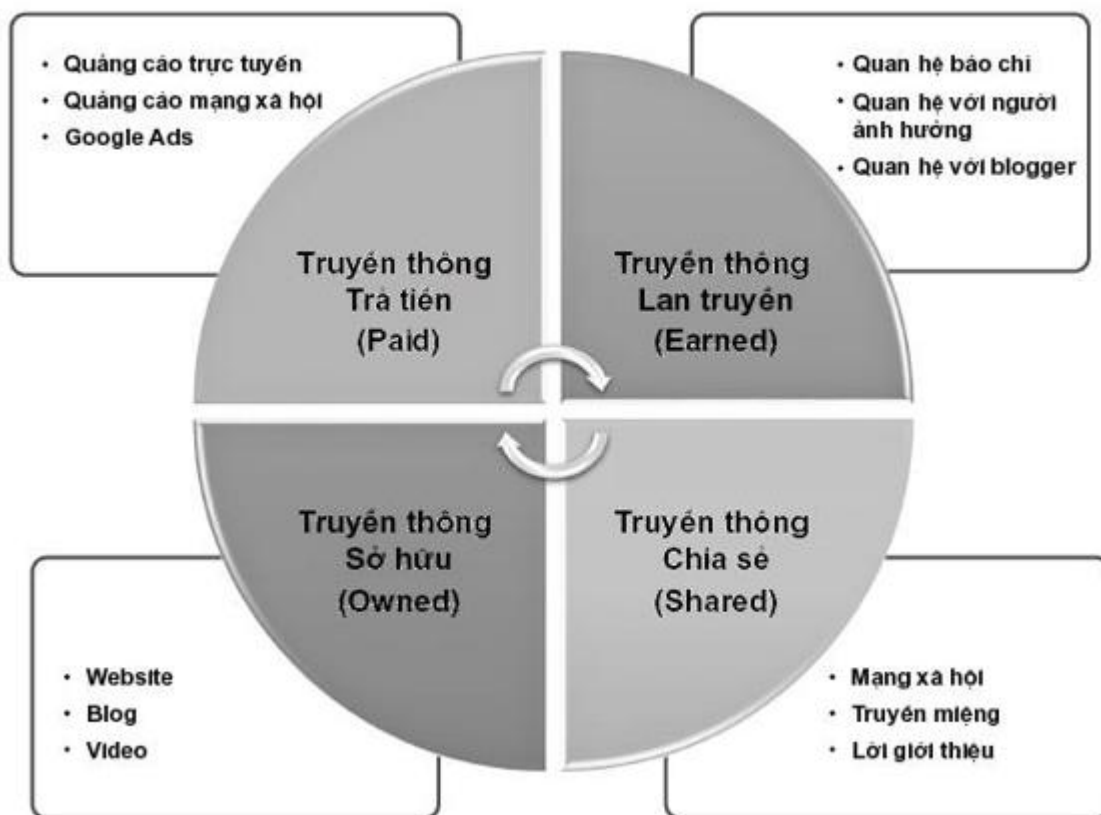 • Quảng cáo trực tuyến
• Quảng cáo mạng xã hội
• Google Ads
• Quan hệ báo chí
• Quan hệ với người
ảnh hưởng
• Quan hệ với blogger
Truyền thông
Trả tiền
(Paid)
Truyền thông
Lan truyền
(Earned)
Truyền thông
Sở hữu
(Owned)
Truyền thông
Chia sẻ
(Shared)
• Website
• Blog
• Video
• Mạng xã hội
• Truyền miệng
• Lời giới thiệu